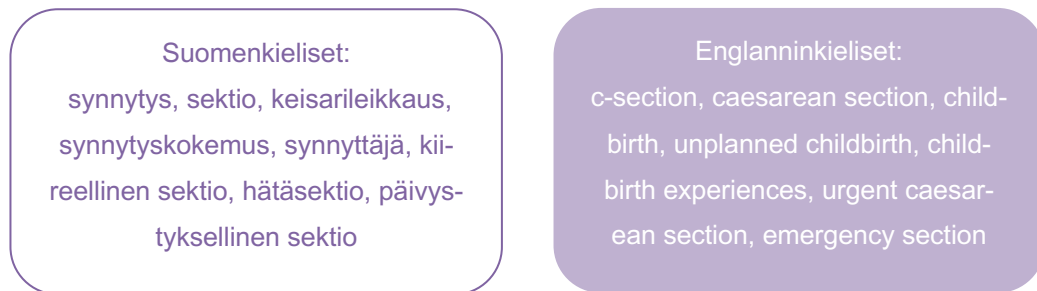 Suomenkieliset:
synnytys, sektio, keisarileikkaus,
synnytyskokemus, synnyttäjä, kii-
reellinen sektio, hätäsektio, päivys-
tyksellinen sektio
Englanninkieliset:
c-section, caesarean section, child-
birth, unplanned childbirth, child-
birth experiences, urgent caesar-
ean section, emergency section